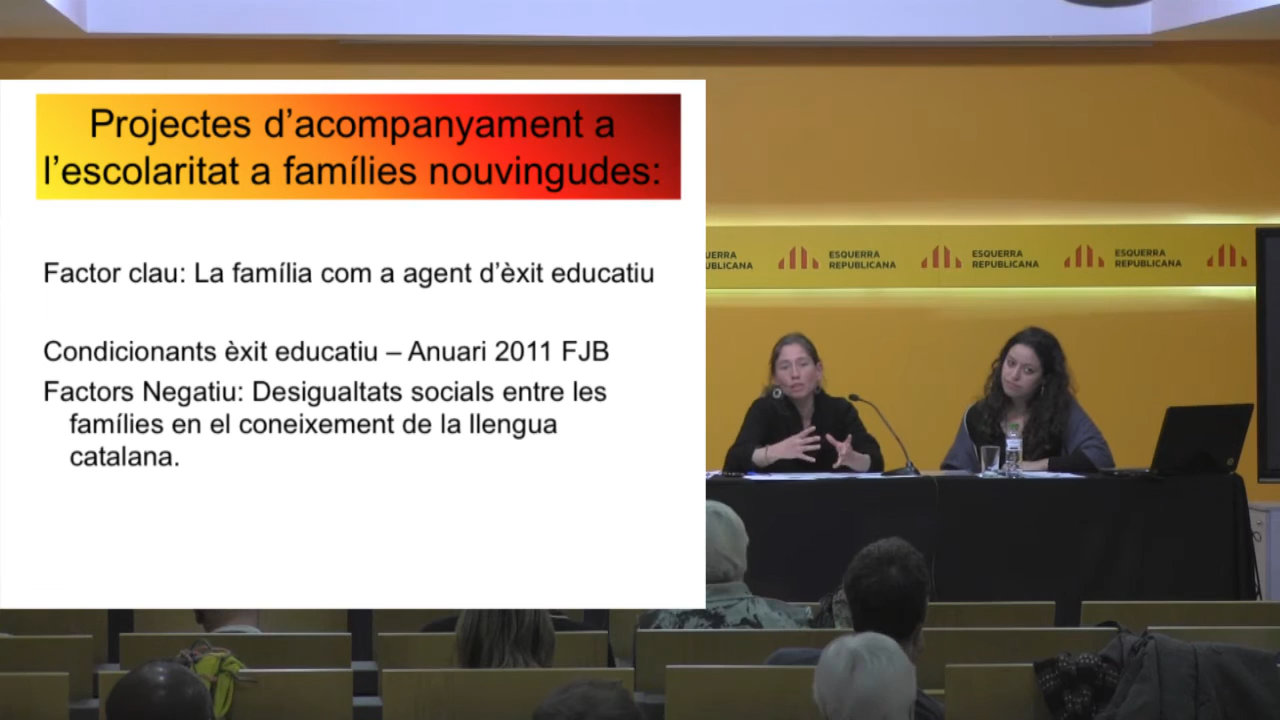 Projectes d’acompanyament a
l’escolaritat a famílies nouvingudes:
Factor clau: La família com a agent d’èxit educatiu
Condicionants èxit educatiu – Anuari 2011 FJB
Factors Negatiu: Desigualtats socials entre les
famílies en el coneixement de la llengua
catalana.
ESQUERRA
REPUBLICANA
ESQUERRA
REPUBLICANA
ESQUERRA
REPUBLICANA